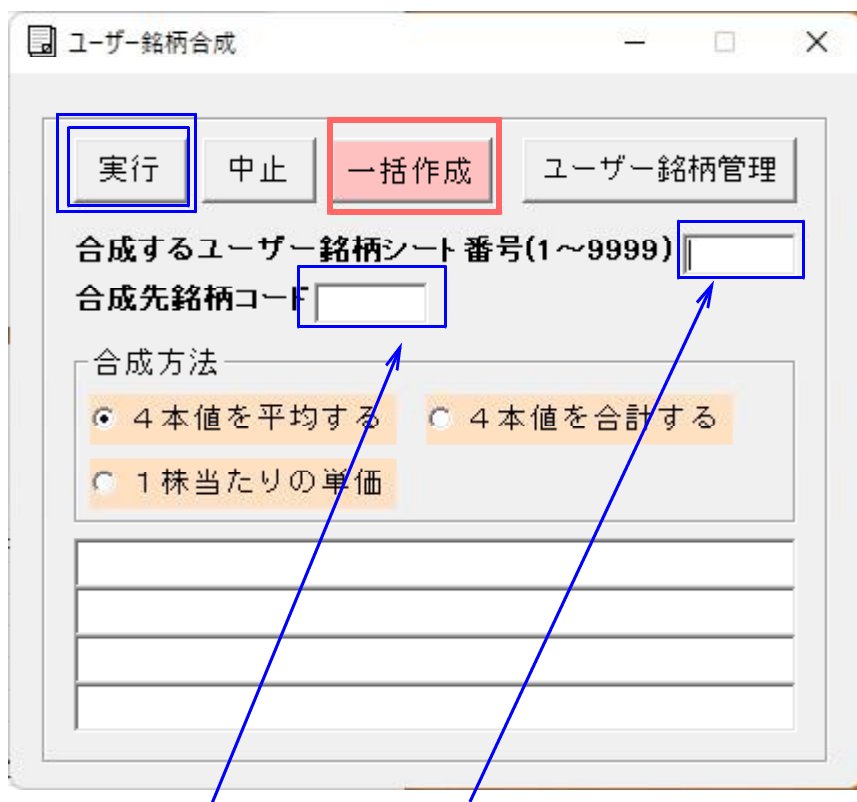 ユーザー銘柄合成
実行 中止 一括作成 ユーザー銘柄管理
合成するユーザー銘柄シート番号(1～9999)
合成先銘柄コード
合成方法
４本値を平均する ４本値を合計する
１株当たりの単価